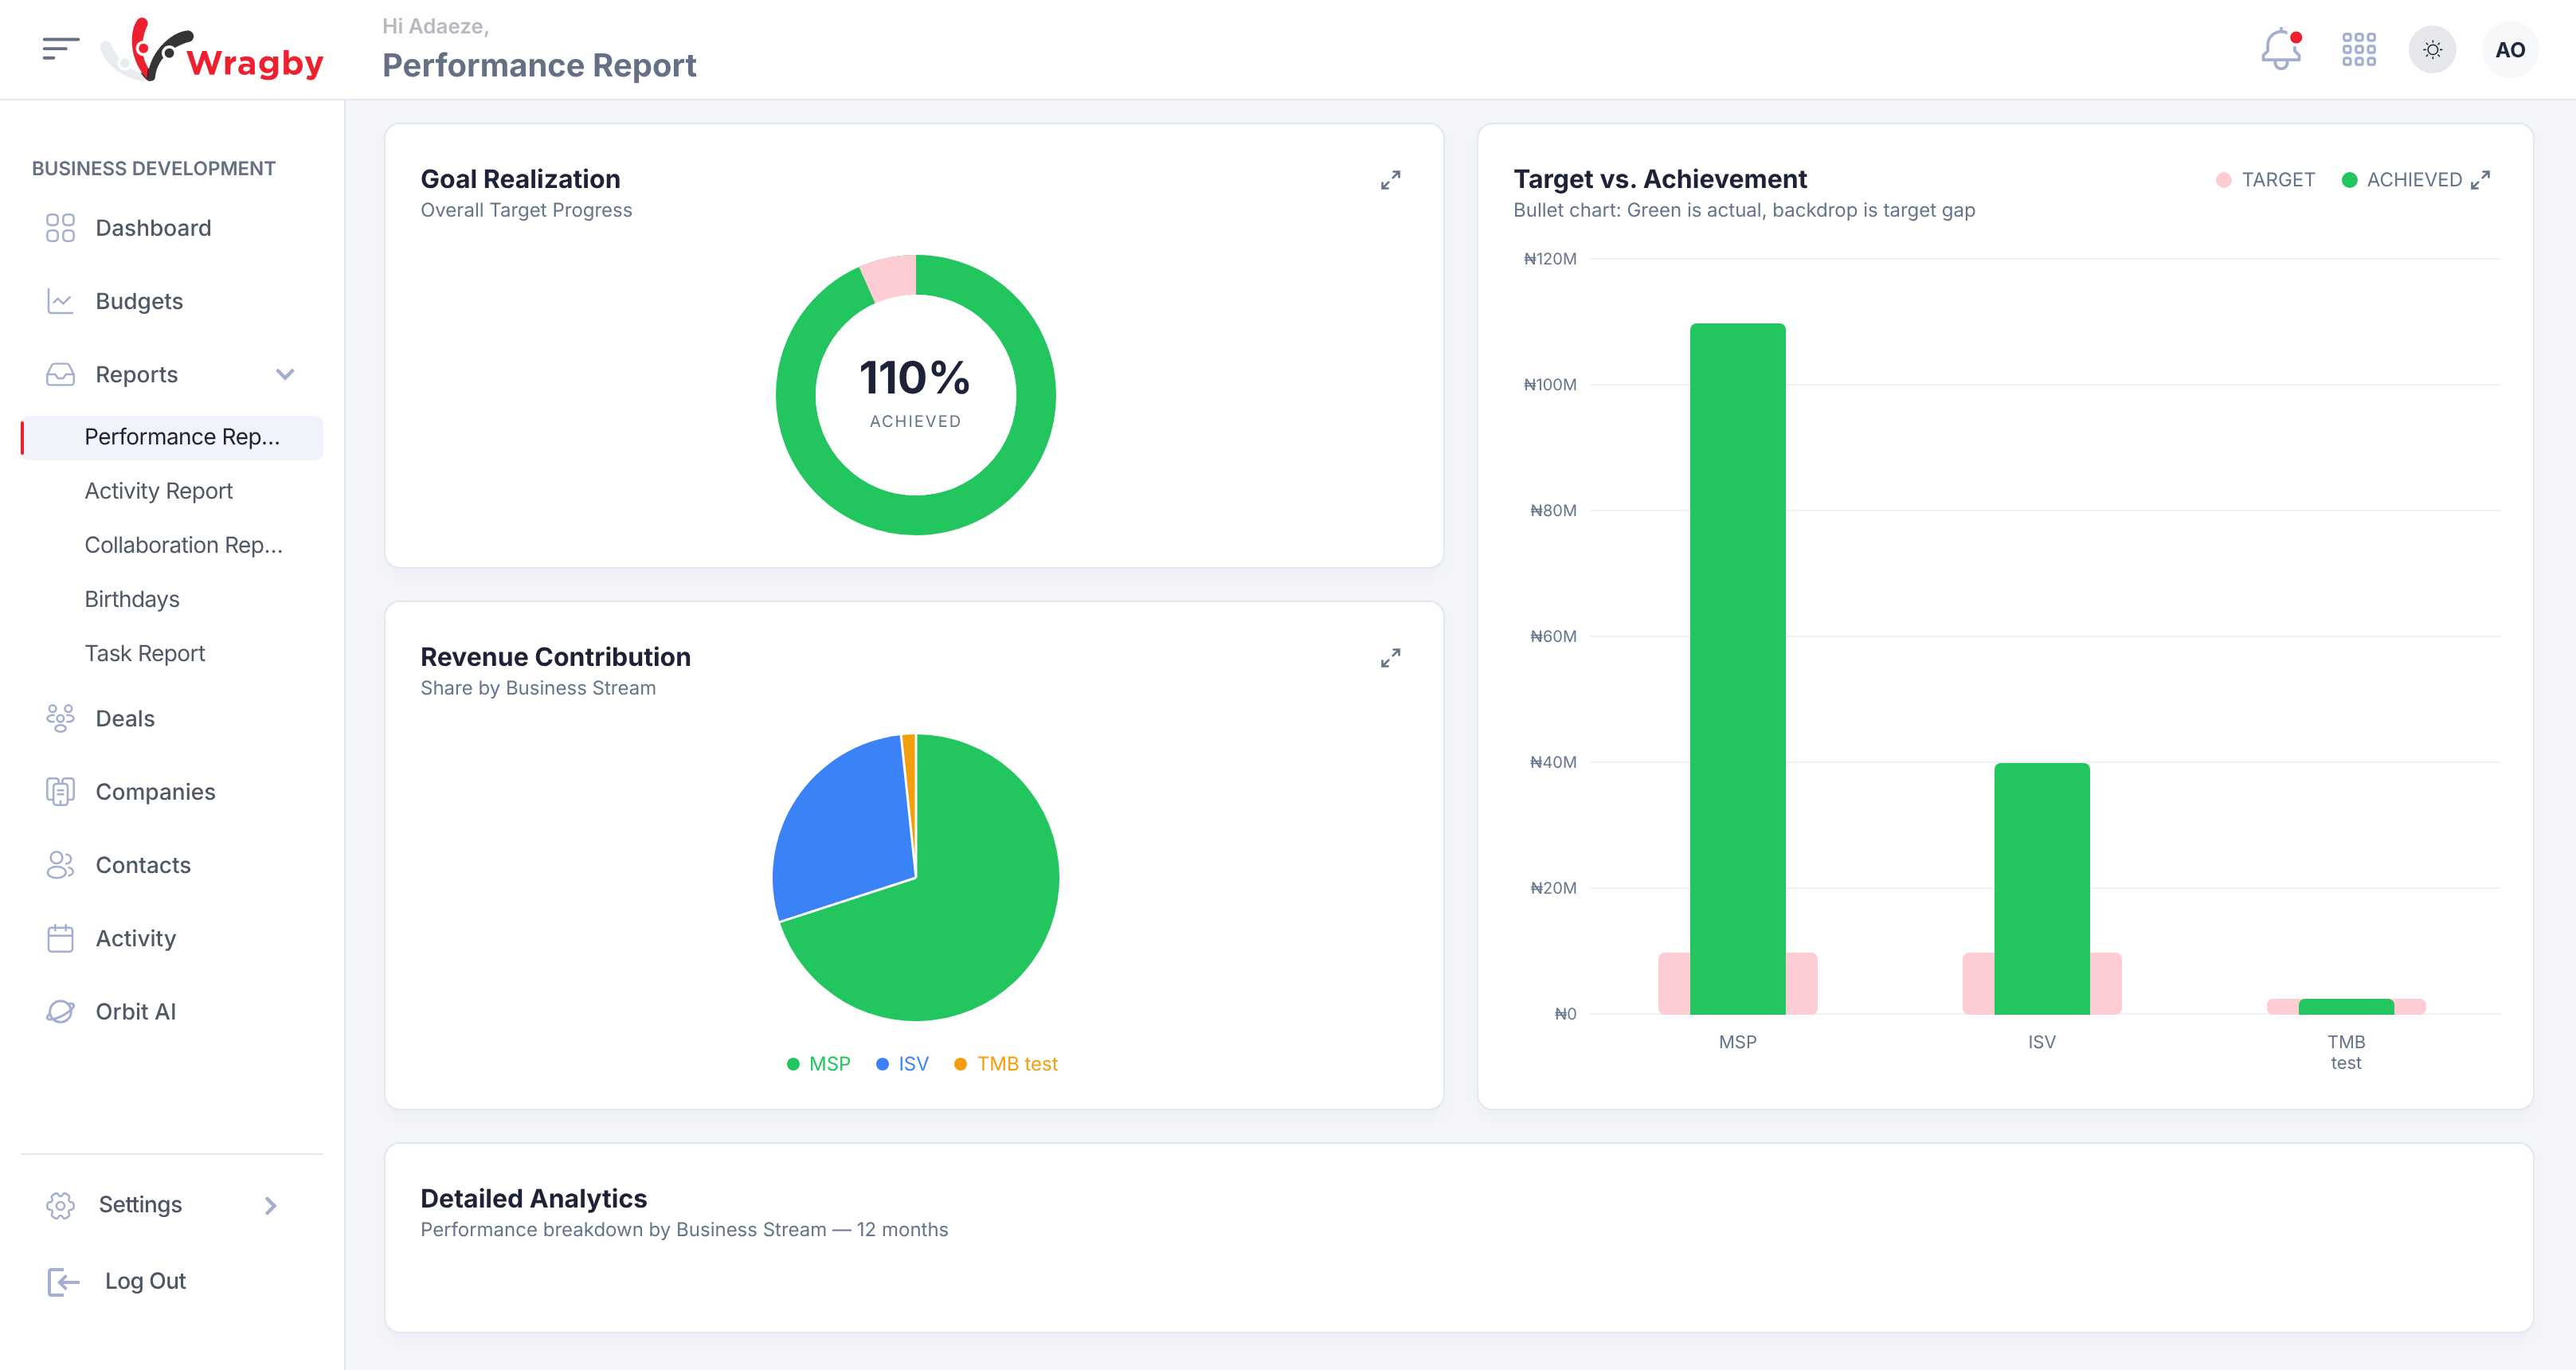 Wragby
Hi Adaeze,
Performance Report
AO
BUSINESS DEVELOPMENT
Dashboard
Budgets
Reports
Performance Rep...
Activity Report
Collaboration Rep...
Birthdays
Task Report
Deals
Companies
Contacts
Activity
Orbit AI
Settings
Log Out
Goal Realization
Overall Target Progress
110%
ACHIEVED
Revenue Contribution
Share by Business Stream
MSP ISV TMB test
Target vs. Achievement
TARGET ACHIEVED
Bullet chart: Green is actual, backdrop is target gap
₦120M
₦100M
₦80M
₦60M
₦40M
₦20M
₦0
MSP ISV TMB
test
Detailed Analytics
Performance breakdown by Business Stream — 12 months